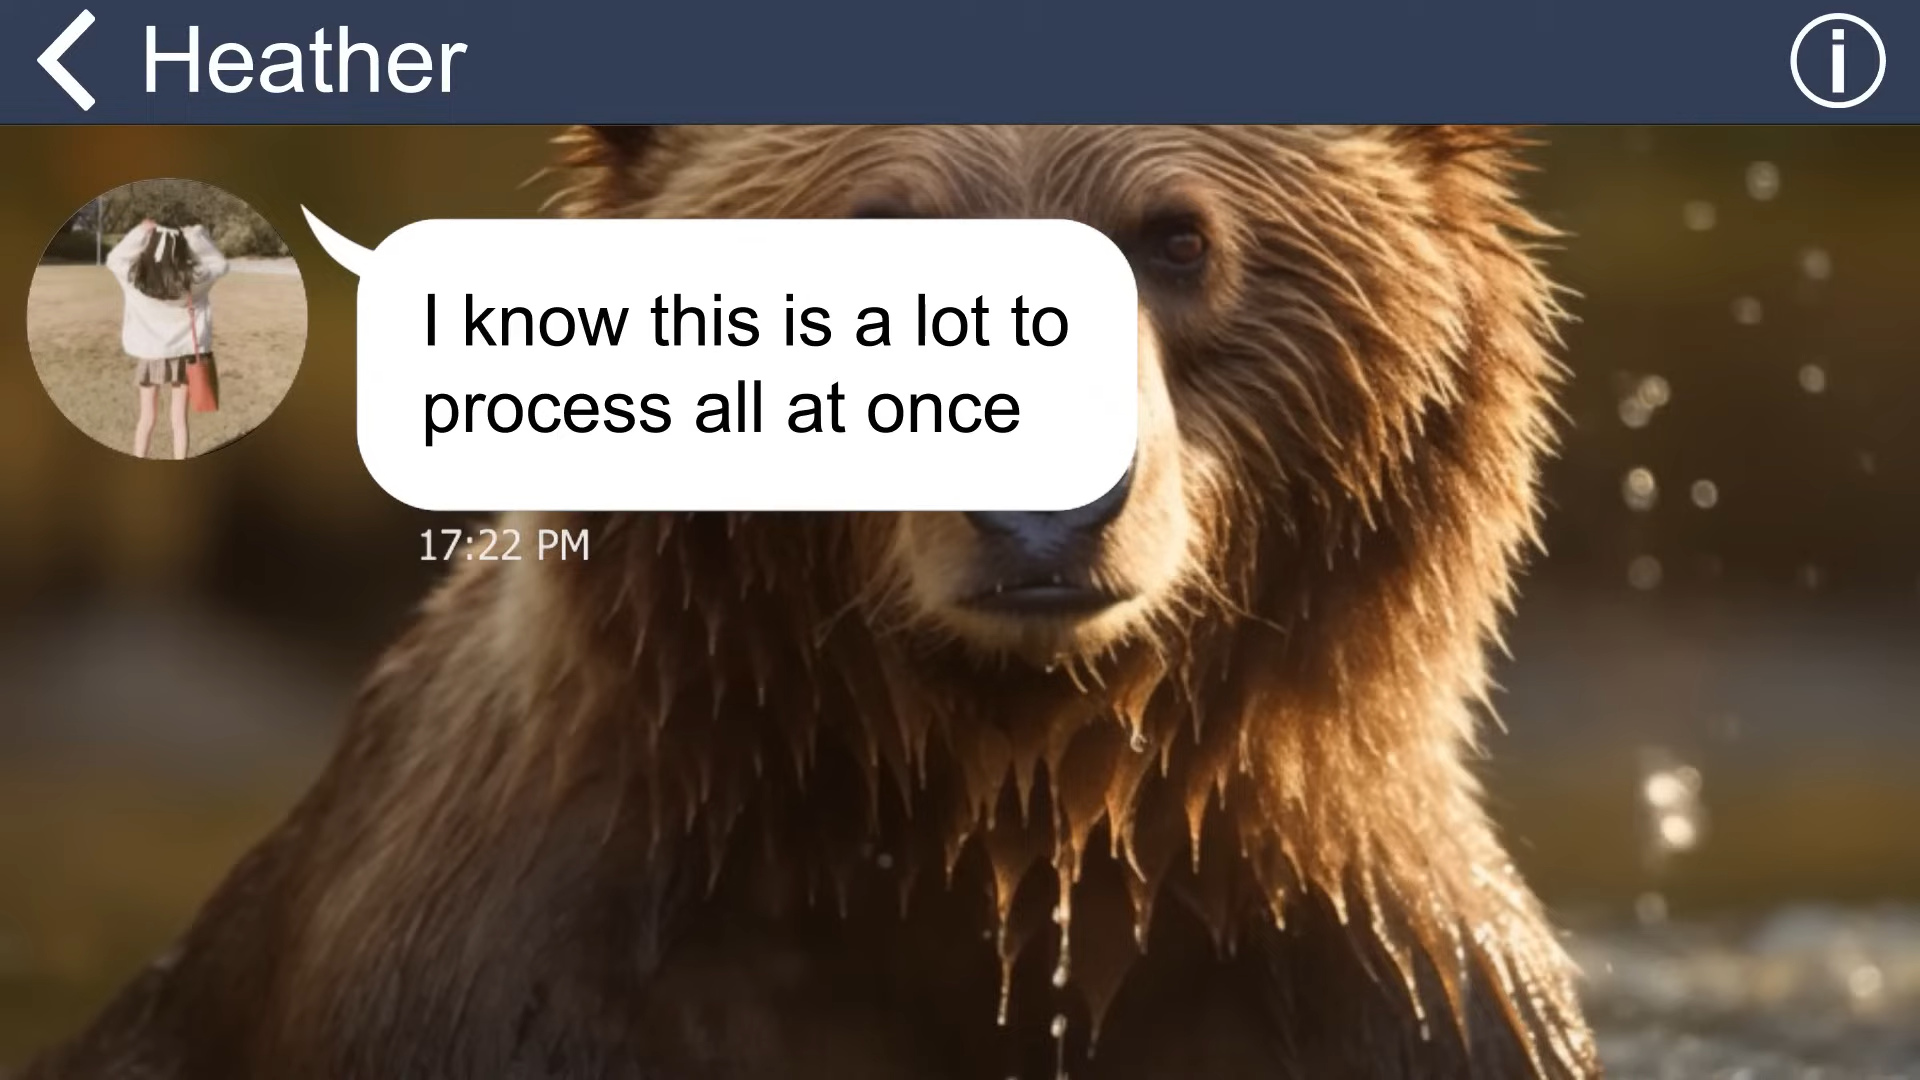 Heather
I know this is a lot to
process all at once
17:22 PM